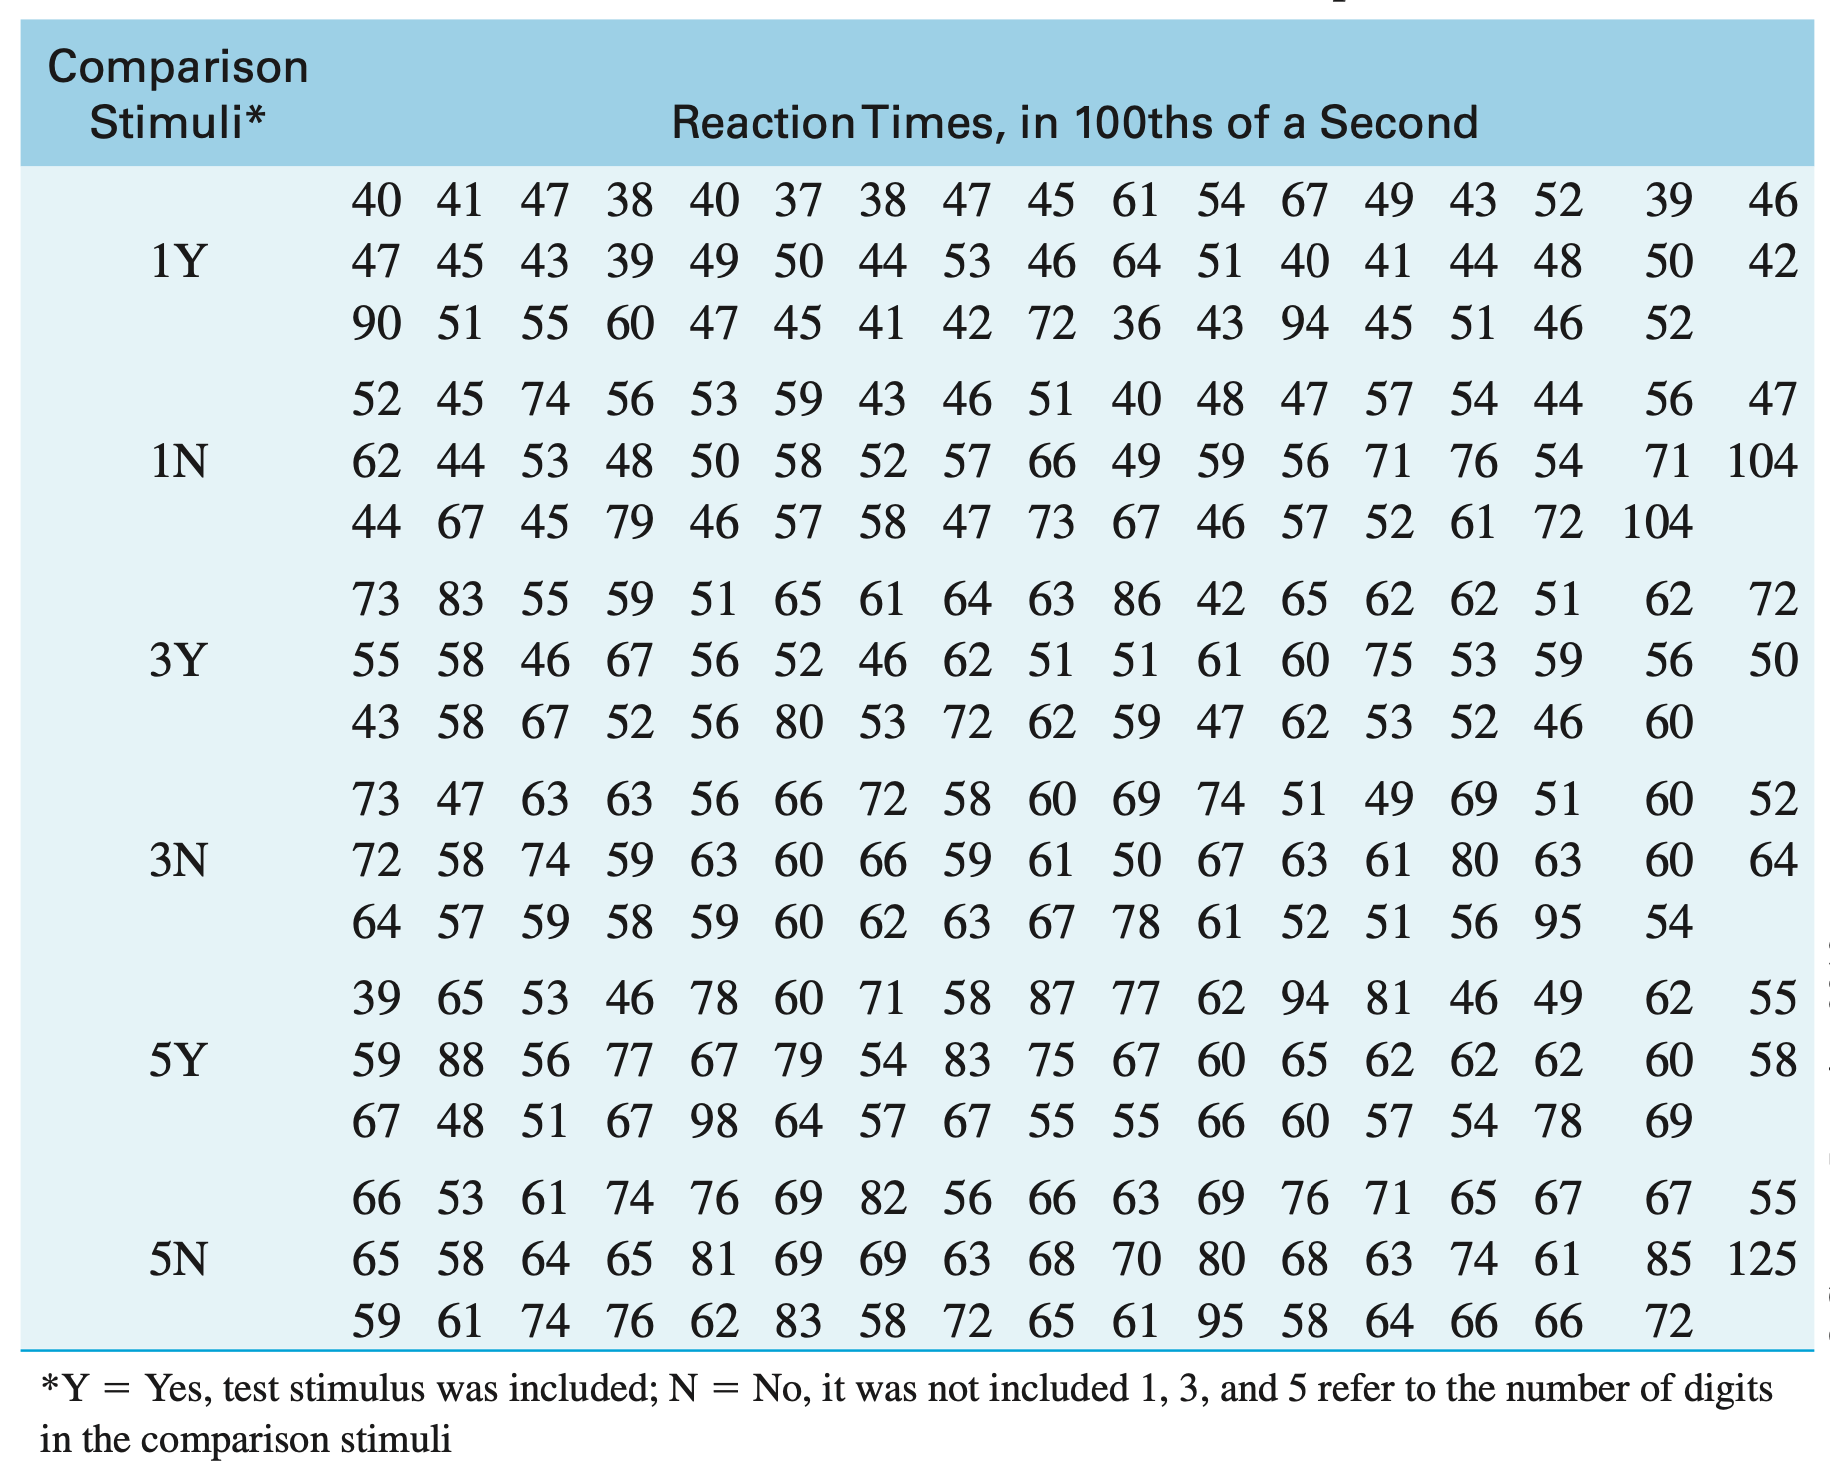 Comparison
Stimuli*
Reaction Times, in 100ths of a Second
40 41 47 38 40 37 38 47 45 61 54 67 49 43 52 39 46
1Y 47 45 43 39 49 50 44 53 46 64 51 40 41 44 48 50 42
90 51 55 60 47 45 41 42 72 36 43 94 45 51 46 52
52 45 74 56 53 59 43 46 51 40 48 47 57 54 44 56 47
1N 62 44 53 48 50 58 52 57 66 49 59 56 71 76 54 71 104
44 67 45 79 46 57 58 47 73 67 46 57 52 61 72 104
73 83 55 59 51 65 61 64 63 86 42 65 62 62 51 62 72
3Y 55 58 46 67 56 52 46 62 51 51 61 60 75 53 59 56 50
43 58 67 52 56 80 53 72 62 59 47 62 53 52 46 60
73 47 63 63 56 66 72 58 60 69 74 51 49 69 51 60 52
3N 72 58 74 59 63 60 66 59 61 50 67 63 61 80 63 60 64
64 57 59 58 59 60 62 63 67 78 61 52 51 56 95 54
39 65 53 46 78 60 71 58 87 77 62 94 81 46 49 62 55
5Y 59 88 56 77 67 79 54 83 75 67 60 65 62 62 62 60 58
67 48 51 67 98 64 57 67 55 55 66 60 57 54 78 69
66 53 61 74 76 69 82 56 66 63 69 76 71 65 67 67 55
5N 65 58 64 65 81 69 69 63 68 70 80 68 63 74 61 85 125
59 61 74 76 62 83 58 72 65 61 95 58 64 66 66 72
*Y = Yes, test stimulus was included; N = No, it was not included 1, 3, and 5 refer to the number of digits
in the comparison stimuli